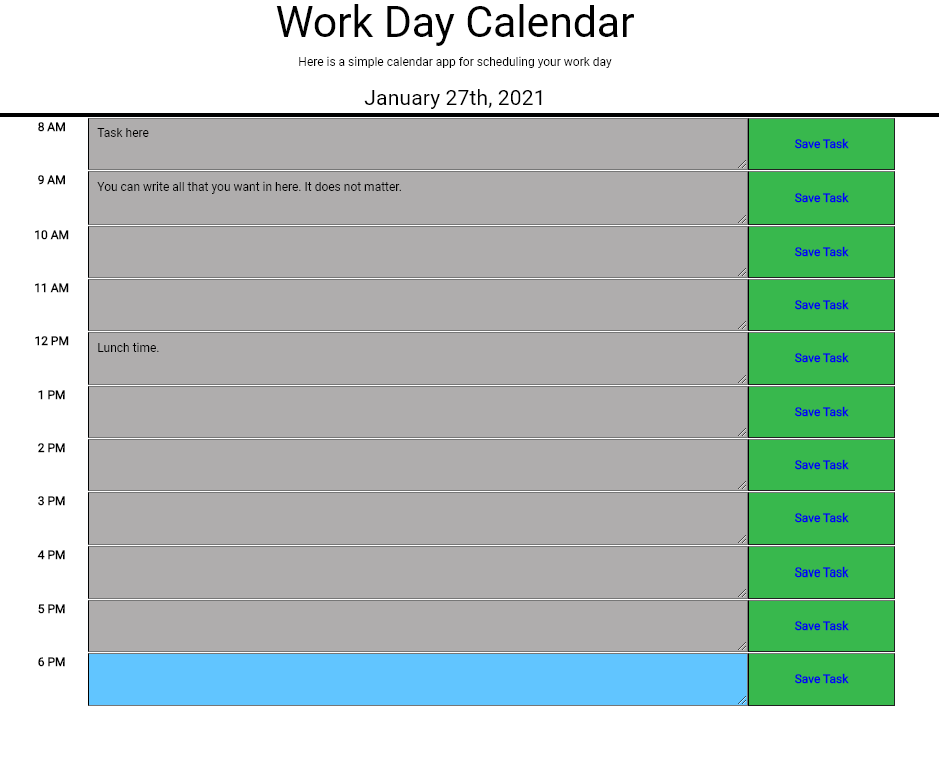 Work Day Calendar
Here is a simple calendar app for scheduling your work day
January 27th, 2021
8 AM
Task here
Save Task
9 AM
You can write all that you want in here. It does not matter.
Save Task
10 AM
Save Task
11 AM
Save Task
12 PM
Lunch time.
Save Task
1 PM
Save Task
2 PM
Save Task
3 PM
Save Task
4 PM
Save Task
5 PM
Save Task
6 PM
Save Task